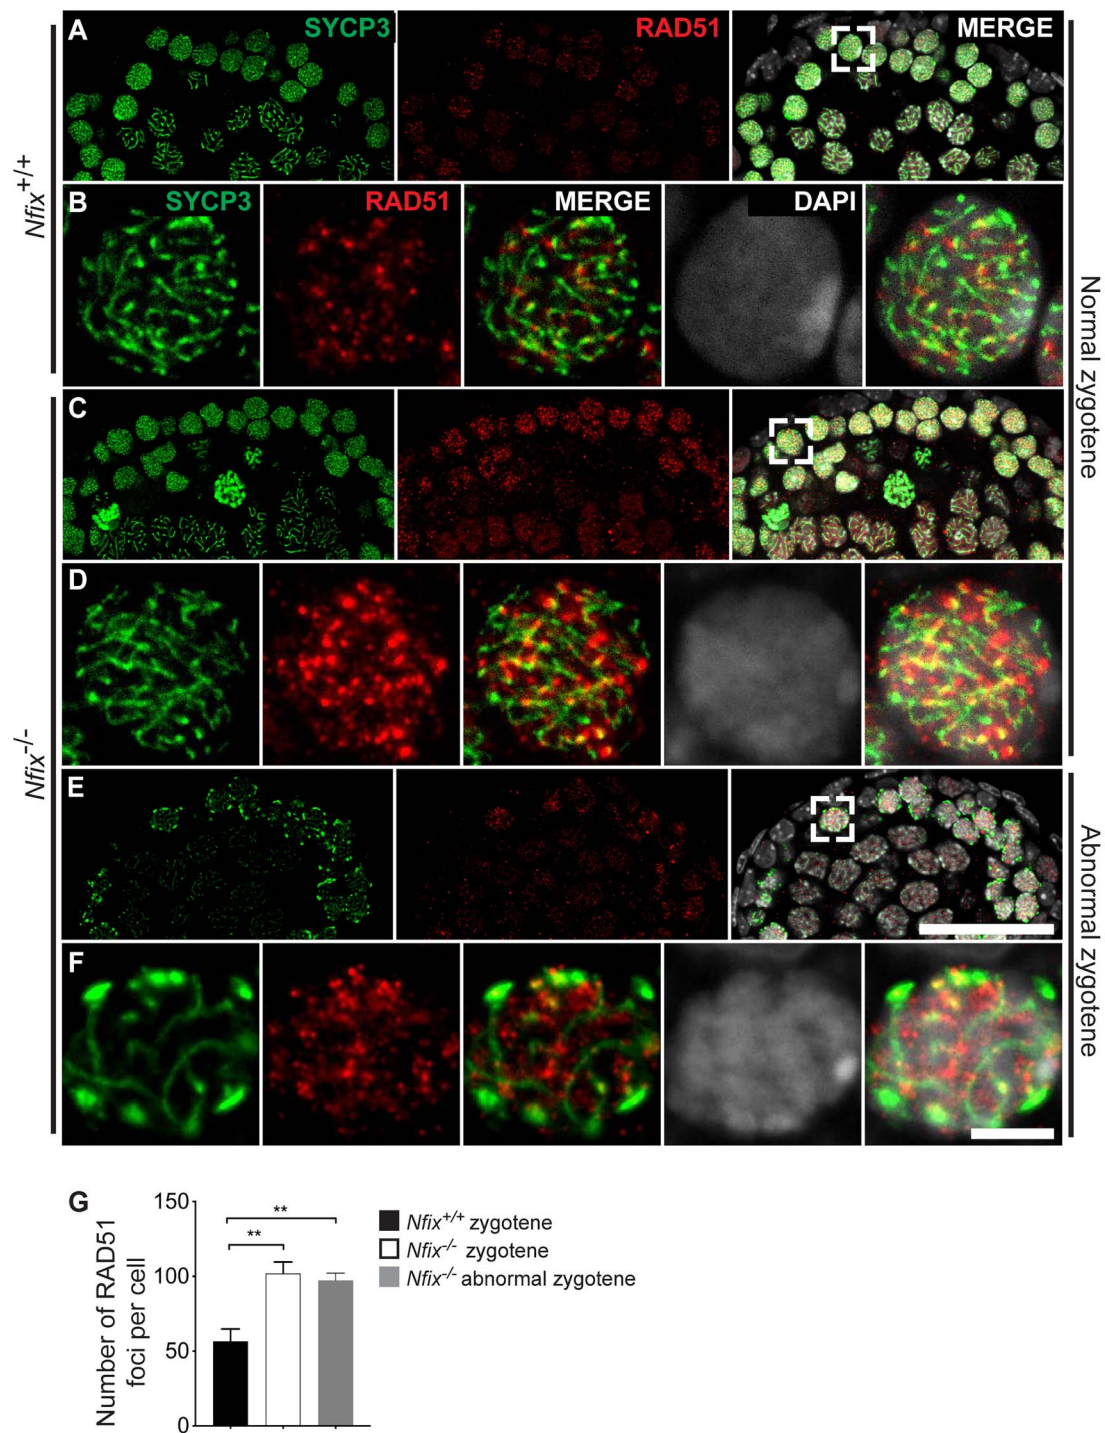 A SYCP3 RAD51 MERGE
B SYCP3 RAD51 MERGE DAPI
C
D
E
F
Nfix+/+
Nfix-/-
Normal zygotene
Abnormal zygotene
G
Number of RAD51
foci per cell
150
100
50
0
**
**
Nfix+/+ zygotene
Nfix-/- zygotene
Nfix-/- abnormal zygotene